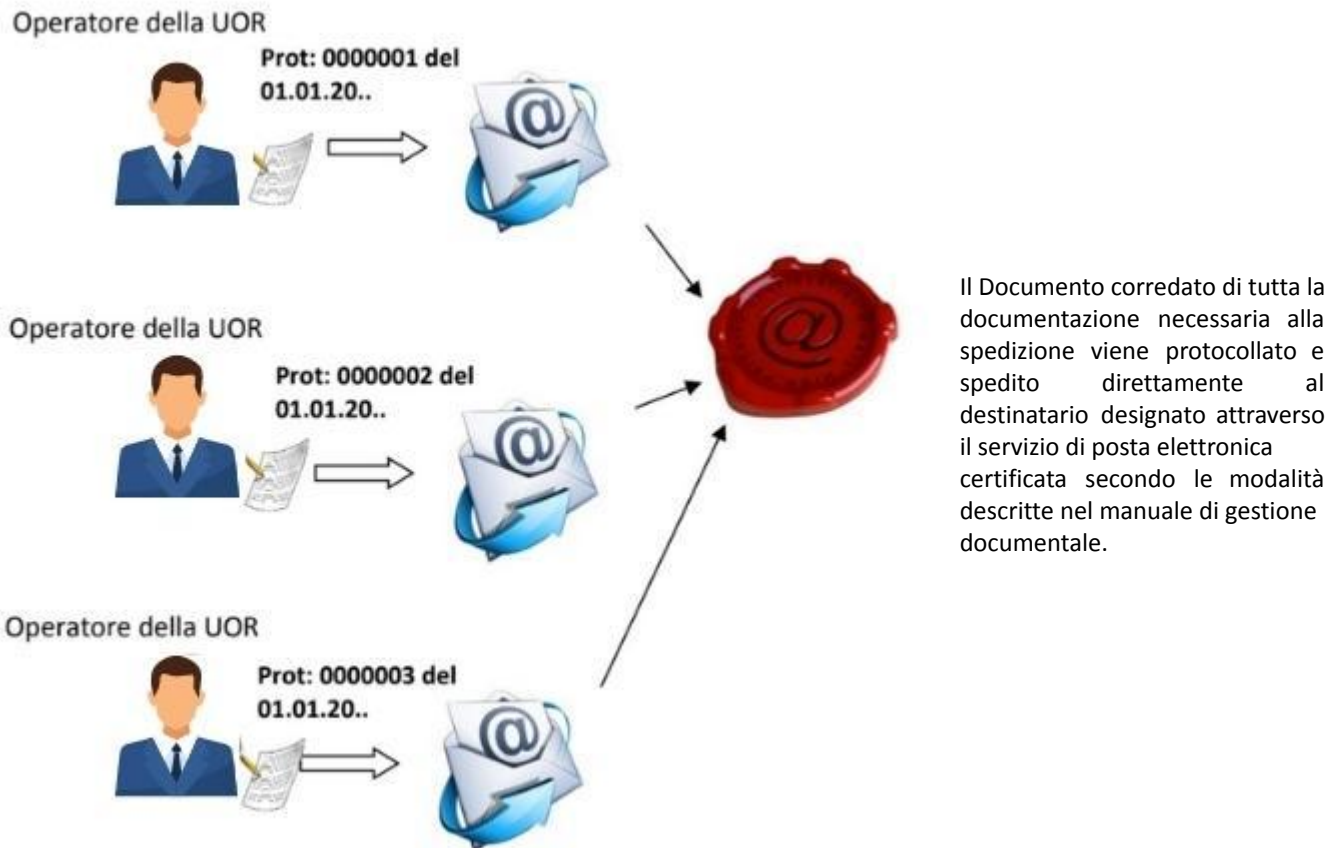 Operatore della UOR
Prot: 0000001 del
01.01.20..
Operatore della UOR
Prot: 0000002 del
01.01.20..
Operatore della UOR
Prot: 0000003 del
01.01.20..
Il Documento corredato di tutta la
documentazione necessaria alla
spedizione viene protocollato e
spedito direttamente al
destinatario designato attraverso
il servizio di posta elettronica
certificata secondo le modalità
descritte nel manuale di gestione
documentale.